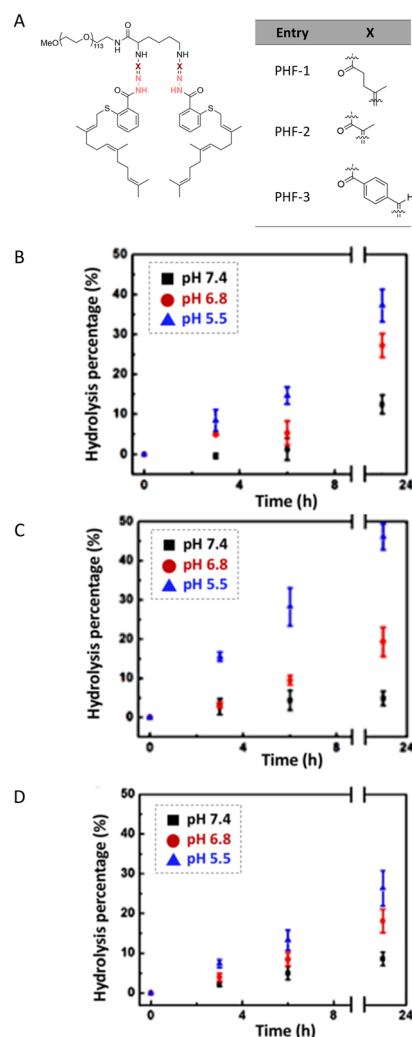 A
Entry X
MeO O 113 O N H O
NH NH
X X
N N
NH NH
O S O S
PHF-1 O
PHF-2 O
PHF-3 O H
B
Hydrolysis percentage (%)
50
40
30
20
10
0
pH 7.4
pH 6.8
pH 5.5
0 4 8 24
Time (h)
C
Hydrolysis percentage (%)
50
40
30
20
10
0
pH 7.4
pH 6.8
pH 5.5
0 4 8 24
Time (h)
D
Hydrolysis percentage (%)
50
40
30
20
10
0
pH 7.4
pH 6.8
pH 5.5
0 4 8 24
Time (h)